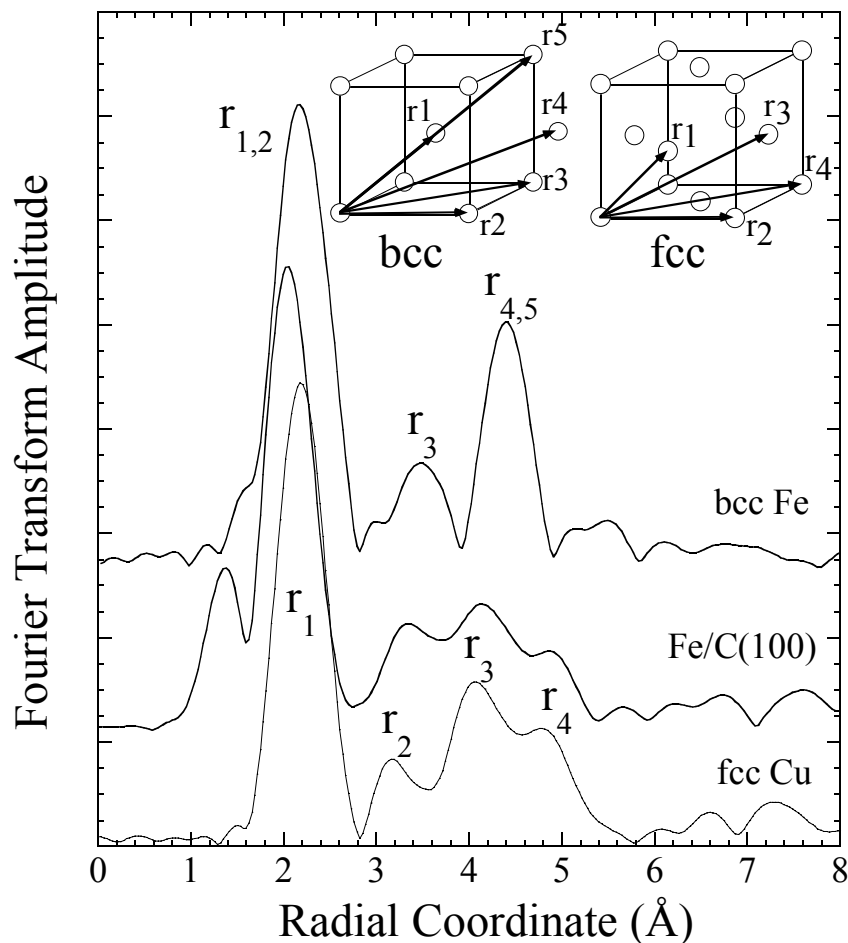 Fourier Transform Amplitude
r1,2
r5
r1
r4
r3
r2
bcc
r1
r3
r4
r2
fcc
r4,5
r3
bcc Fe
r1
Fe/C(100)
r3
r2
r4
fcc Cu
0 1 2 3 4 5 6 7 8
Radial Coordinate (Å)